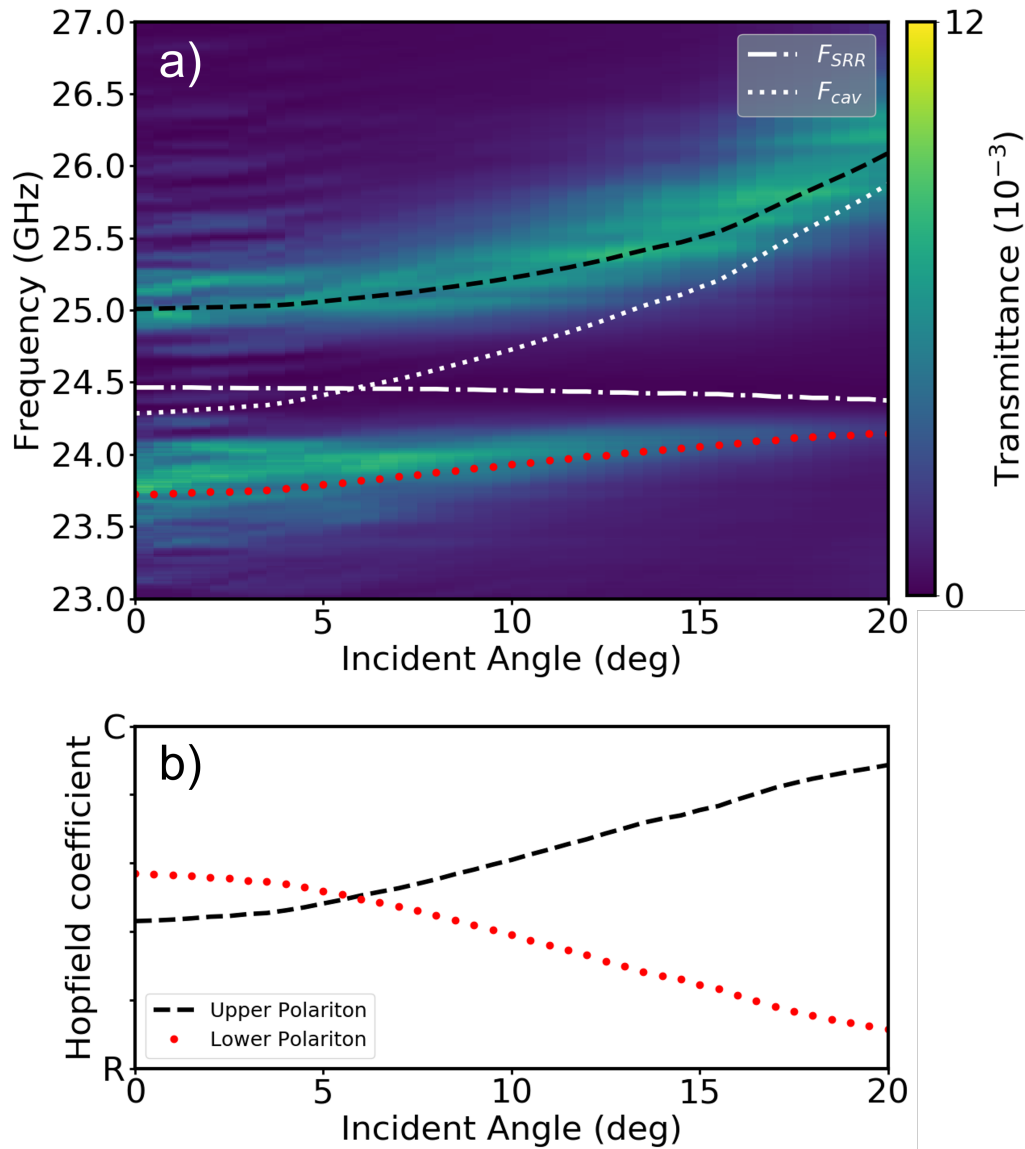 a)
27.0
26.5
26.0
25.5
25.0
24.5
24.0
23.5
23.0
Frequency (GHz)
F_SRR
F_cav
12
0
Transmittance (10⁻³)
0 5 10 15 20
Incident Angle (deg)
b)
C
R
Hopfield coefficient
Upper Polariton
Lower Polariton
0 5 10 15 20
Incident Angle (deg)